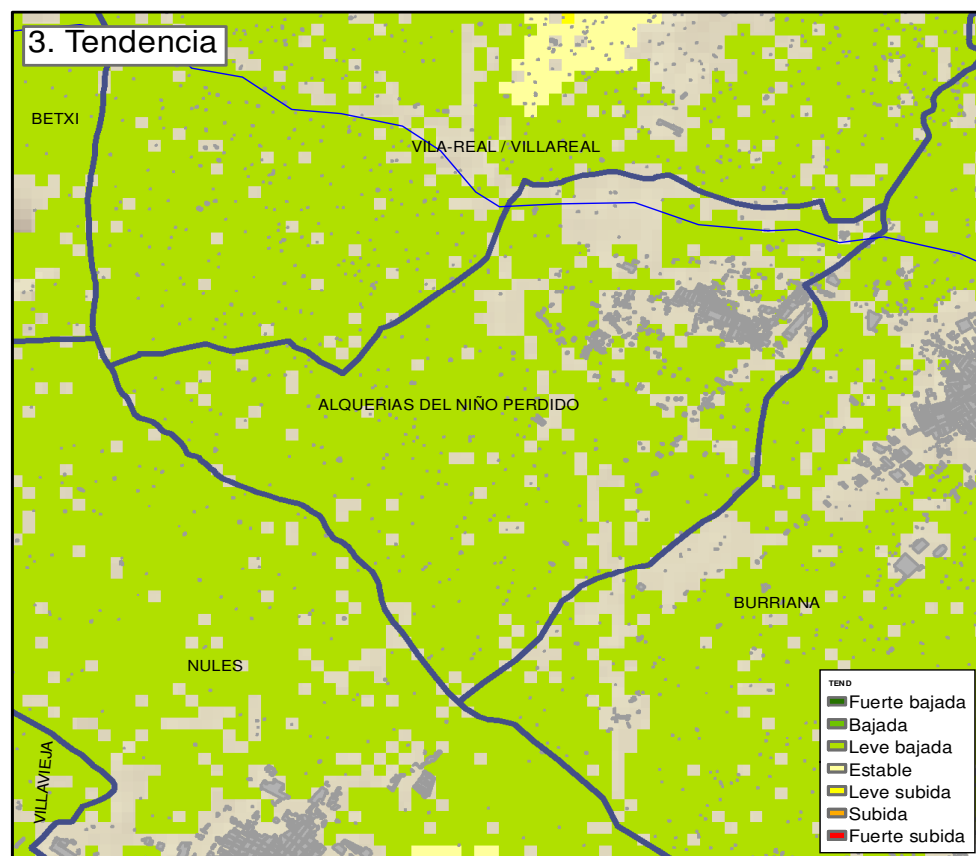 3. Tendencia
BETXI
VILA-REAL / VILLAREAL
ALQUERIAS DEL NIÑO PERDIDO
BURRIANA
NULES
VILLAVIEJA
TEND
Fuerte bajada
Bajada
Leve bajada
Estable
Leve subida
Subida
Fuerte subida